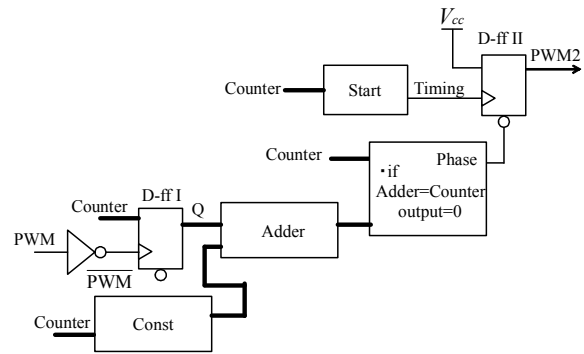 Vcc
D-ff II
PWM2
Counter
Start
Timing
Counter
Phase
· if
Adder=Counter
output=0
D-ff I
Counter
Q
Adder
PWM
PWM
Counter
Const